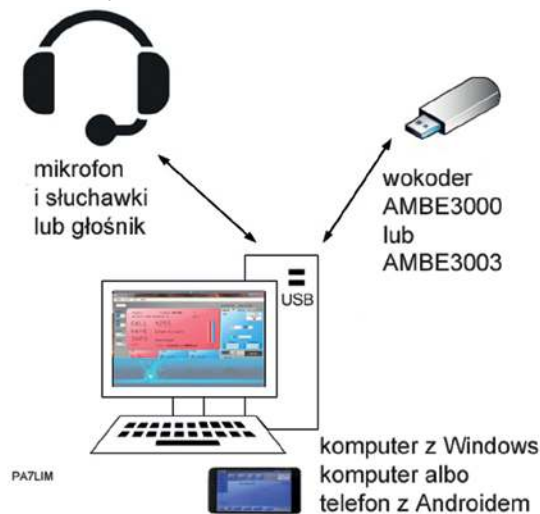 mikrofon
i słuchawki
lub głośnik
wokoder
AMBE3000
lub
AMBE3003
USB
PA7LIM
komputer z Windows
komputer albo
telefon z Androidem